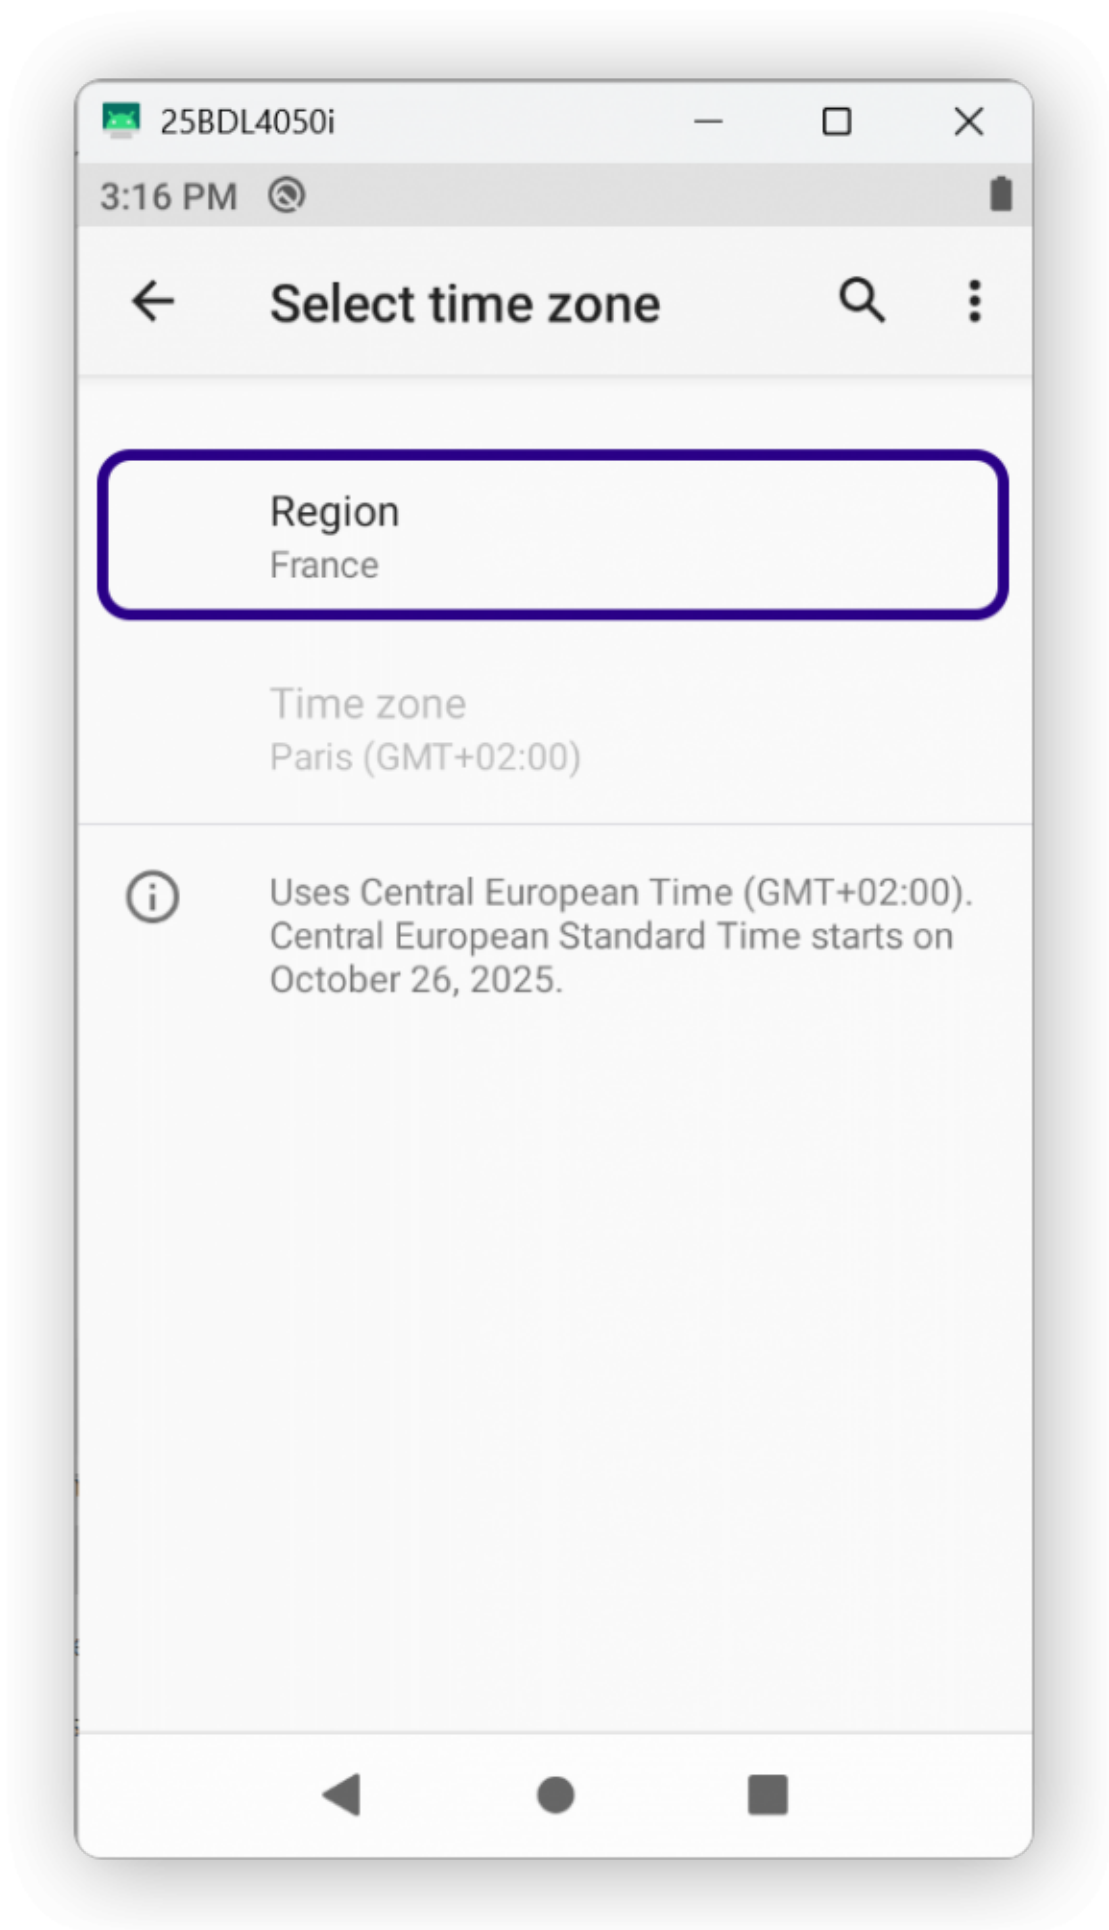 25BDL4050i
3:16 PM
Select time zone
Region
France
Time zone
Paris (GMT+02:00)
Uses Central European Time (GMT+02:00).
Central European Standard Time starts on
October 26, 2025.